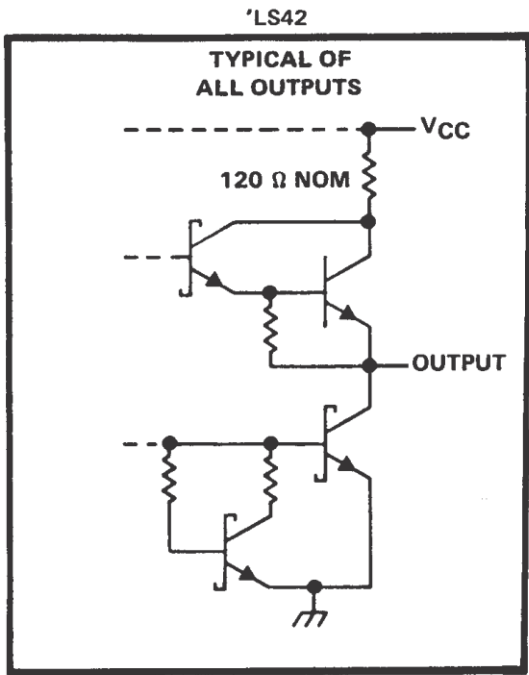 'LS42
TYPICAL OF
ALL OUTPUTS
VCC
120 Ω NOM
OUTPUT